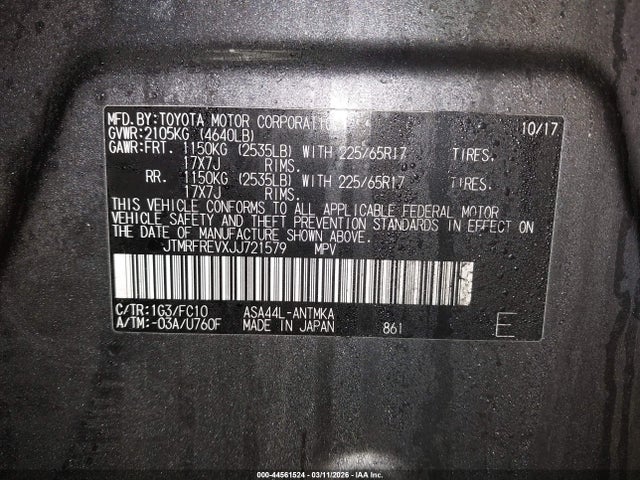 MFD.BY:TOYOTA MOTOR CORPORATION 10/17
GVWR:2105KG (4640LB)
GAWR:FRT. 1150KG (2535LB) WITH 225/65R17 TIRES.
17X7J RIMS.
RR. 1150KG (2535LB) WITH 225/65R17 TIRES.
17X7J RIMS.
THIS VEHICLE CONFORMS TO ALL APPLICABLE FEDERAL MOTOR
VEHICLE SAFETY AND THEFT PREVENTION STANDARDS IN EFFECT ON
THE DATE OF MANUFACTURE SHOWN ABOVE.
JTMRFREVXJJ721579 MPV
C/TR:1G3/FC10 ASA44L-ANTMKA
A/TM:-03A/U760F MADE IN JAPAN 861 E
000-44561524 | 03/11/2026 | IAA Inc.